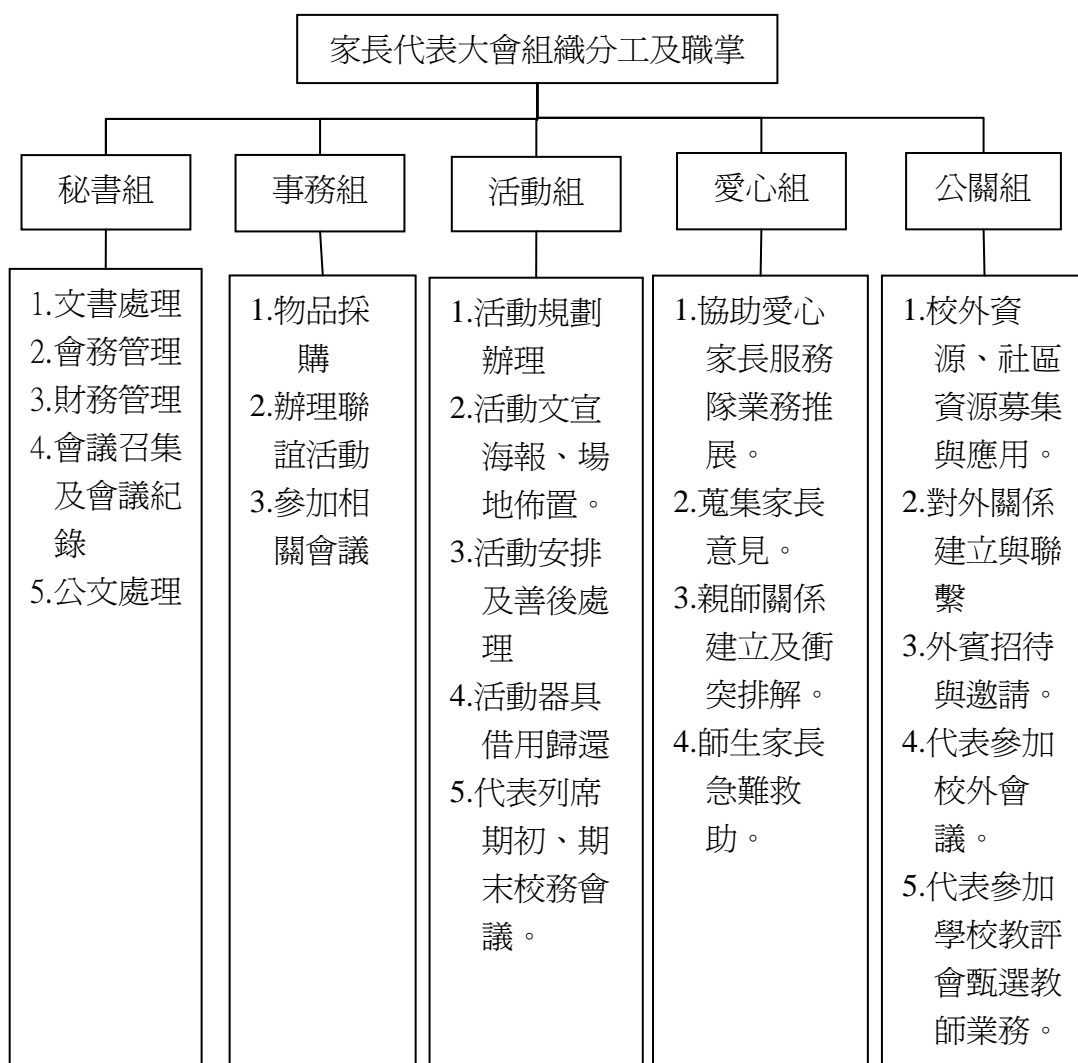 家長代表大會組織分工及職掌
秘書組
事務組
活動組
愛心組
公關組
1.文書處理
2.會務管理
3.財務管理
4.會議召集
及會議紀
錄
5.公文處理
1.物品採
購
2.辦理聯
誼活動
3.參加相
關會議
1.活動規劃
辦理
2.活動文宣
海報、場
地佈置。
3.活動安排
及善後處
理
4.活動器具
借用歸還
5.代表列席
期初、期
末校務會
議。
1.協助愛心
家長服務
隊業務推
展。
2.蒐集家長
意見。
3.親師關係
建立及衝
突排解。
4.師生家長
急難救
助。
1.校外資
源、社區
資源募集
與應用。
2.對外關係
建立與聯
繫
3.外賓招待
與邀請。
4.代表參加
校外會
議。
5.代表參加
學校教評
會甄選教
師業務。